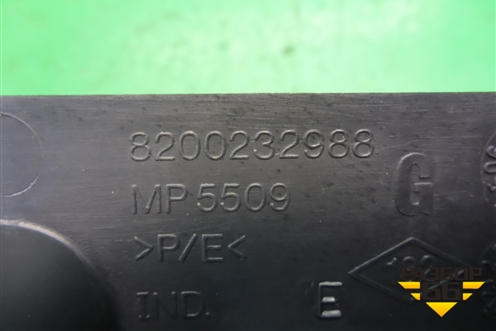 8200232988
MP 5509
G
>P/E<
IND. E